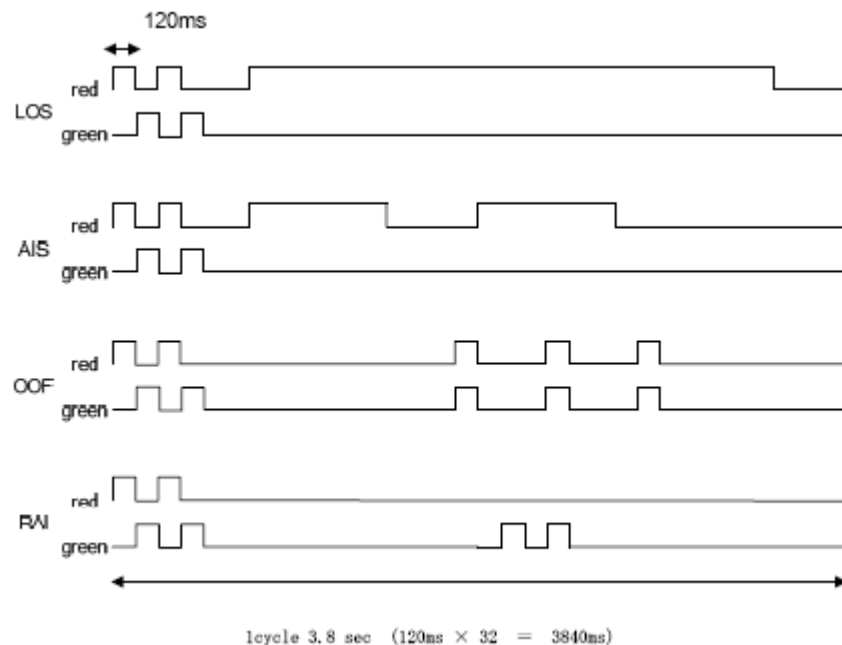 120ms
red
LOS
green
red
AIS
green
red
OOF
green
red
RAI
green
1cycle 3.8 sec (120ms × 32 = 3840ms)